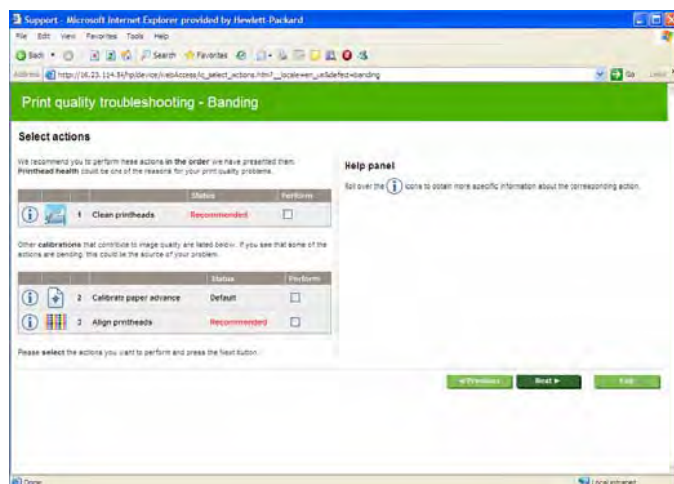 Support - Microsoft Internet Explorer provided by Hewlett-Packard
File Edit View Favorites Tools Help
Back Search Favorites
Address
Go Links
Print quality troubleshooting - Banding
Select actions
We recommend you to perform these actions in the order we have presented them.
Printhead health could be one of the reasons for your print quality problems.
Status Perform
1 Clean printheads Recommended
Other calibrations that contribute to image quality are listed below. If you see that some of the
actions are pending, this could be the source of your problem.
Status Perform
2 Calibrate paper advance Default
3 Align printheads Recommended
Please select the actions you want to perform and press the Next button.
Help panel
Roll over the i icons to obtain more specific information about the corresponding action.
Previous Next Exit
Done Local intranet